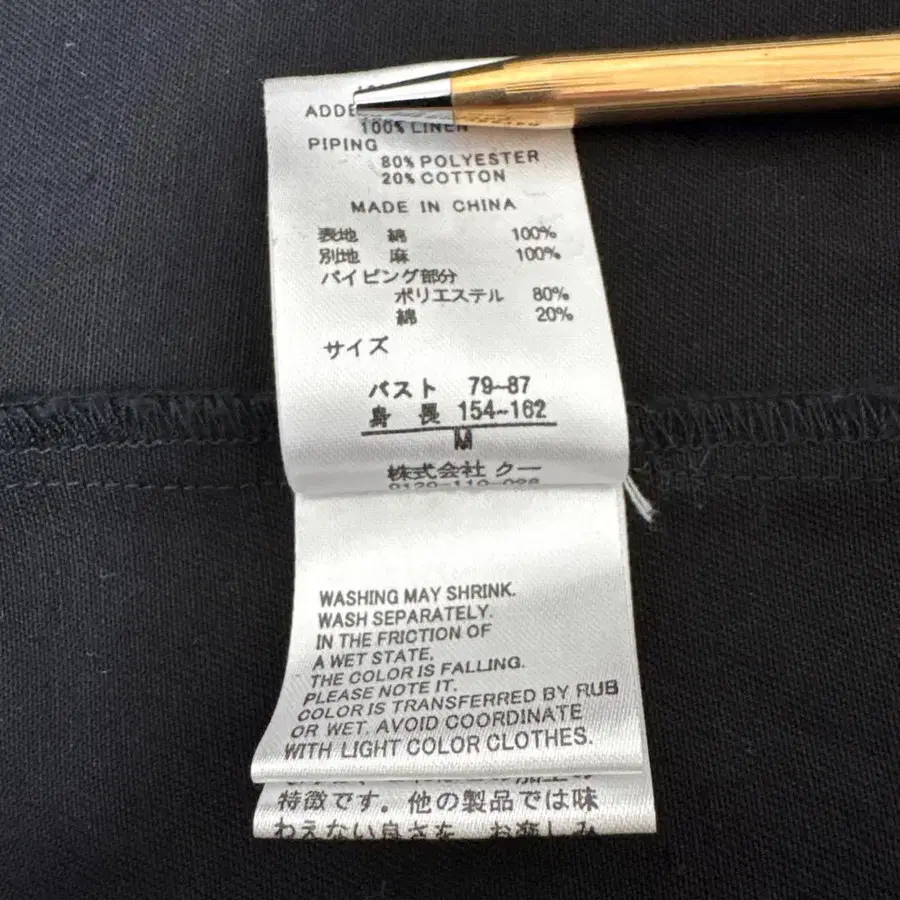 ADDE
100% LINEN
PIPING
80% POLYESTER
20% COTTON
MADE IN CHINA
表地 綿 100%
別地 麻 100%
パイピング部分
ポリエステル 80%
綿 20%
サイズ
バスト 79~87
身 長 154~162
M
株式会社 クー
WASHING MAY SHRINK.
WASH SEPARATELY.
IN THE FRICTION OF
A WET STATE,
THE COLOR IS FALLING.
PLEASE NOTE IT.
COLOR IS TRANSFERRED BY RUB
OR WET. AVOID COORDINATE
WITH LIGHT COLOR CLOTHES.
特徴です。他の製品では味
わえない良さを、お楽しみ